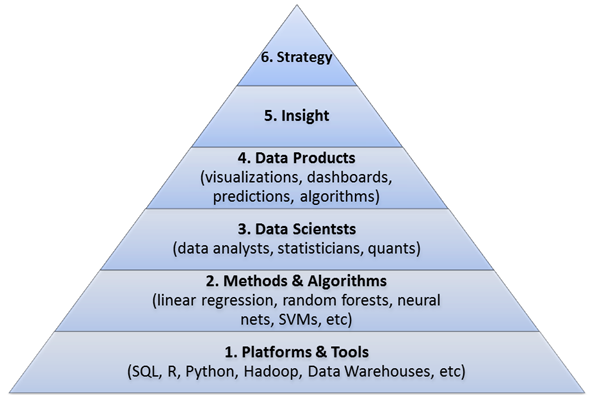 6. Strategy
5. Insight
4. Data Products
(visualizations, dashboards,
predictions, algorithms)
3. Data Scientsts
(data analysts, statisticians, quants)
2. Methods & Algorithms
(linear regression, random forests, neural
nets, SVMs, etc)
1. Platforms & Tools
(SQL, R, Python, Hadoop, Data Warehouses, etc)